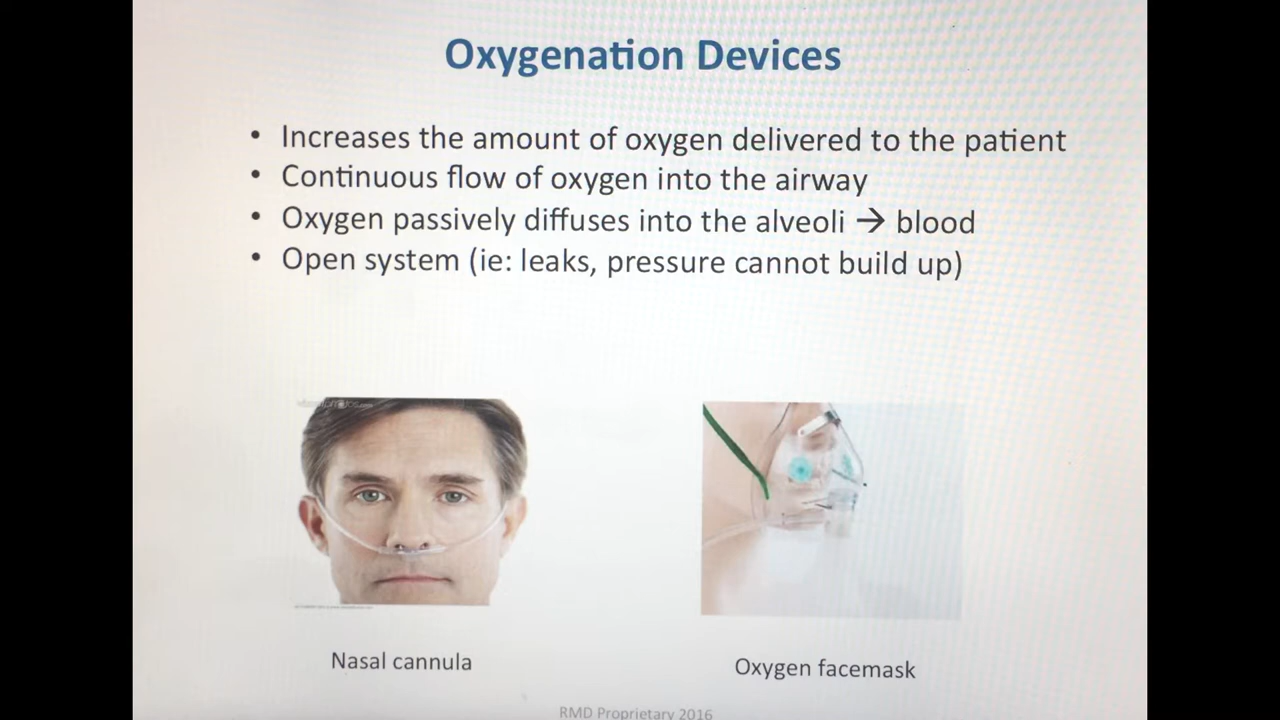 Oxygenation Devices
• Increases the amount of oxygen delivered to the patient
• Continuous flow of oxygen into the airway
• Oxygen passively diffuses into the alveoli → blood
• Open system (ie: leaks, pressure cannot build up)
Nasal cannula
Oxygen facemask
RMD Proprietary 2016